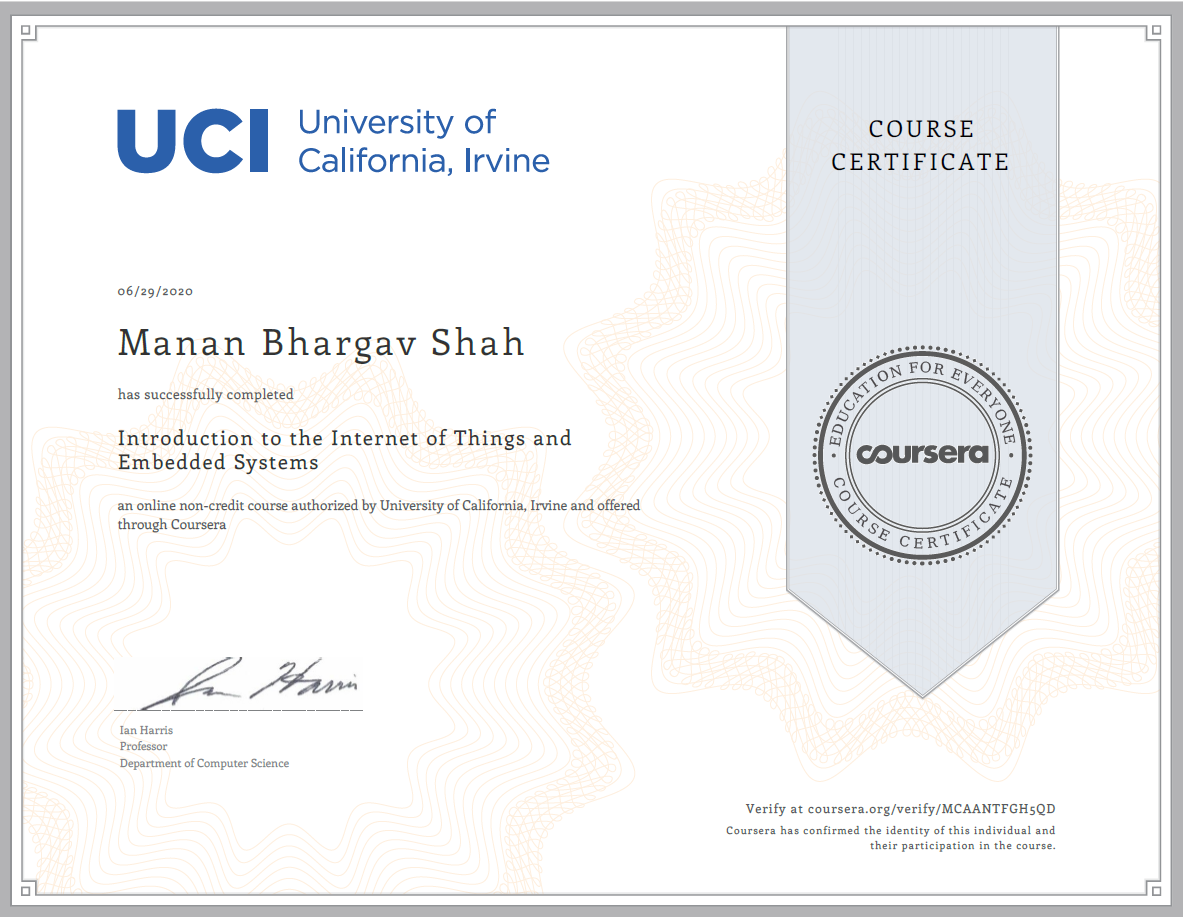 UCI University of
California, Irvine
COURSE
CERTIFICATE
06/29/2020
Manan Bhargav Shah
has successfully completed
Introduction to the Internet of Things and
Embedded Systems
an online non-credit course authorized by University of California, Irvine and offered
through Coursera
EDUCATION FOR EVERYONE
coursera
COURSE CERTIFICATE
Ian Harris
Ian Harris
Professor
Department of Computer Science
Verify at coursera.org/verify/MCAANTFGH5QD
Coursera has confirmed the identity of this individual and
their participation in the course.